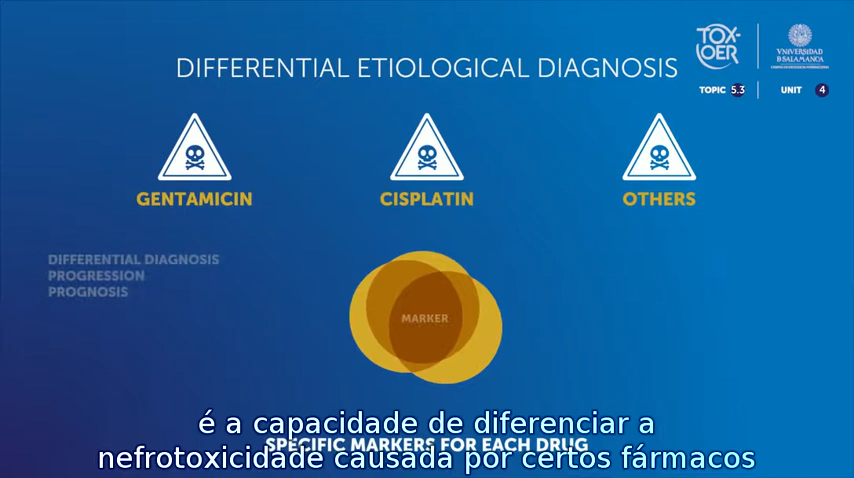 TOX-
OER
VNiVERSiDAD
D SALAMANCA
DIFFERENTIAL ETIOLOGICAL DIAGNOSIS
TOPIC 5.3 UNIT 4
GENTAMICIN CISPLATIN OTHERS
DIFFERENTIAL DIAGNOSIS
PROGRESSION
PROGNOSIS
MARKER
é a capacidade de diferenciar a
SPECIFIC MARKERS FOR EACH DRUG
nefrotoxicidade causada por certos fármacos